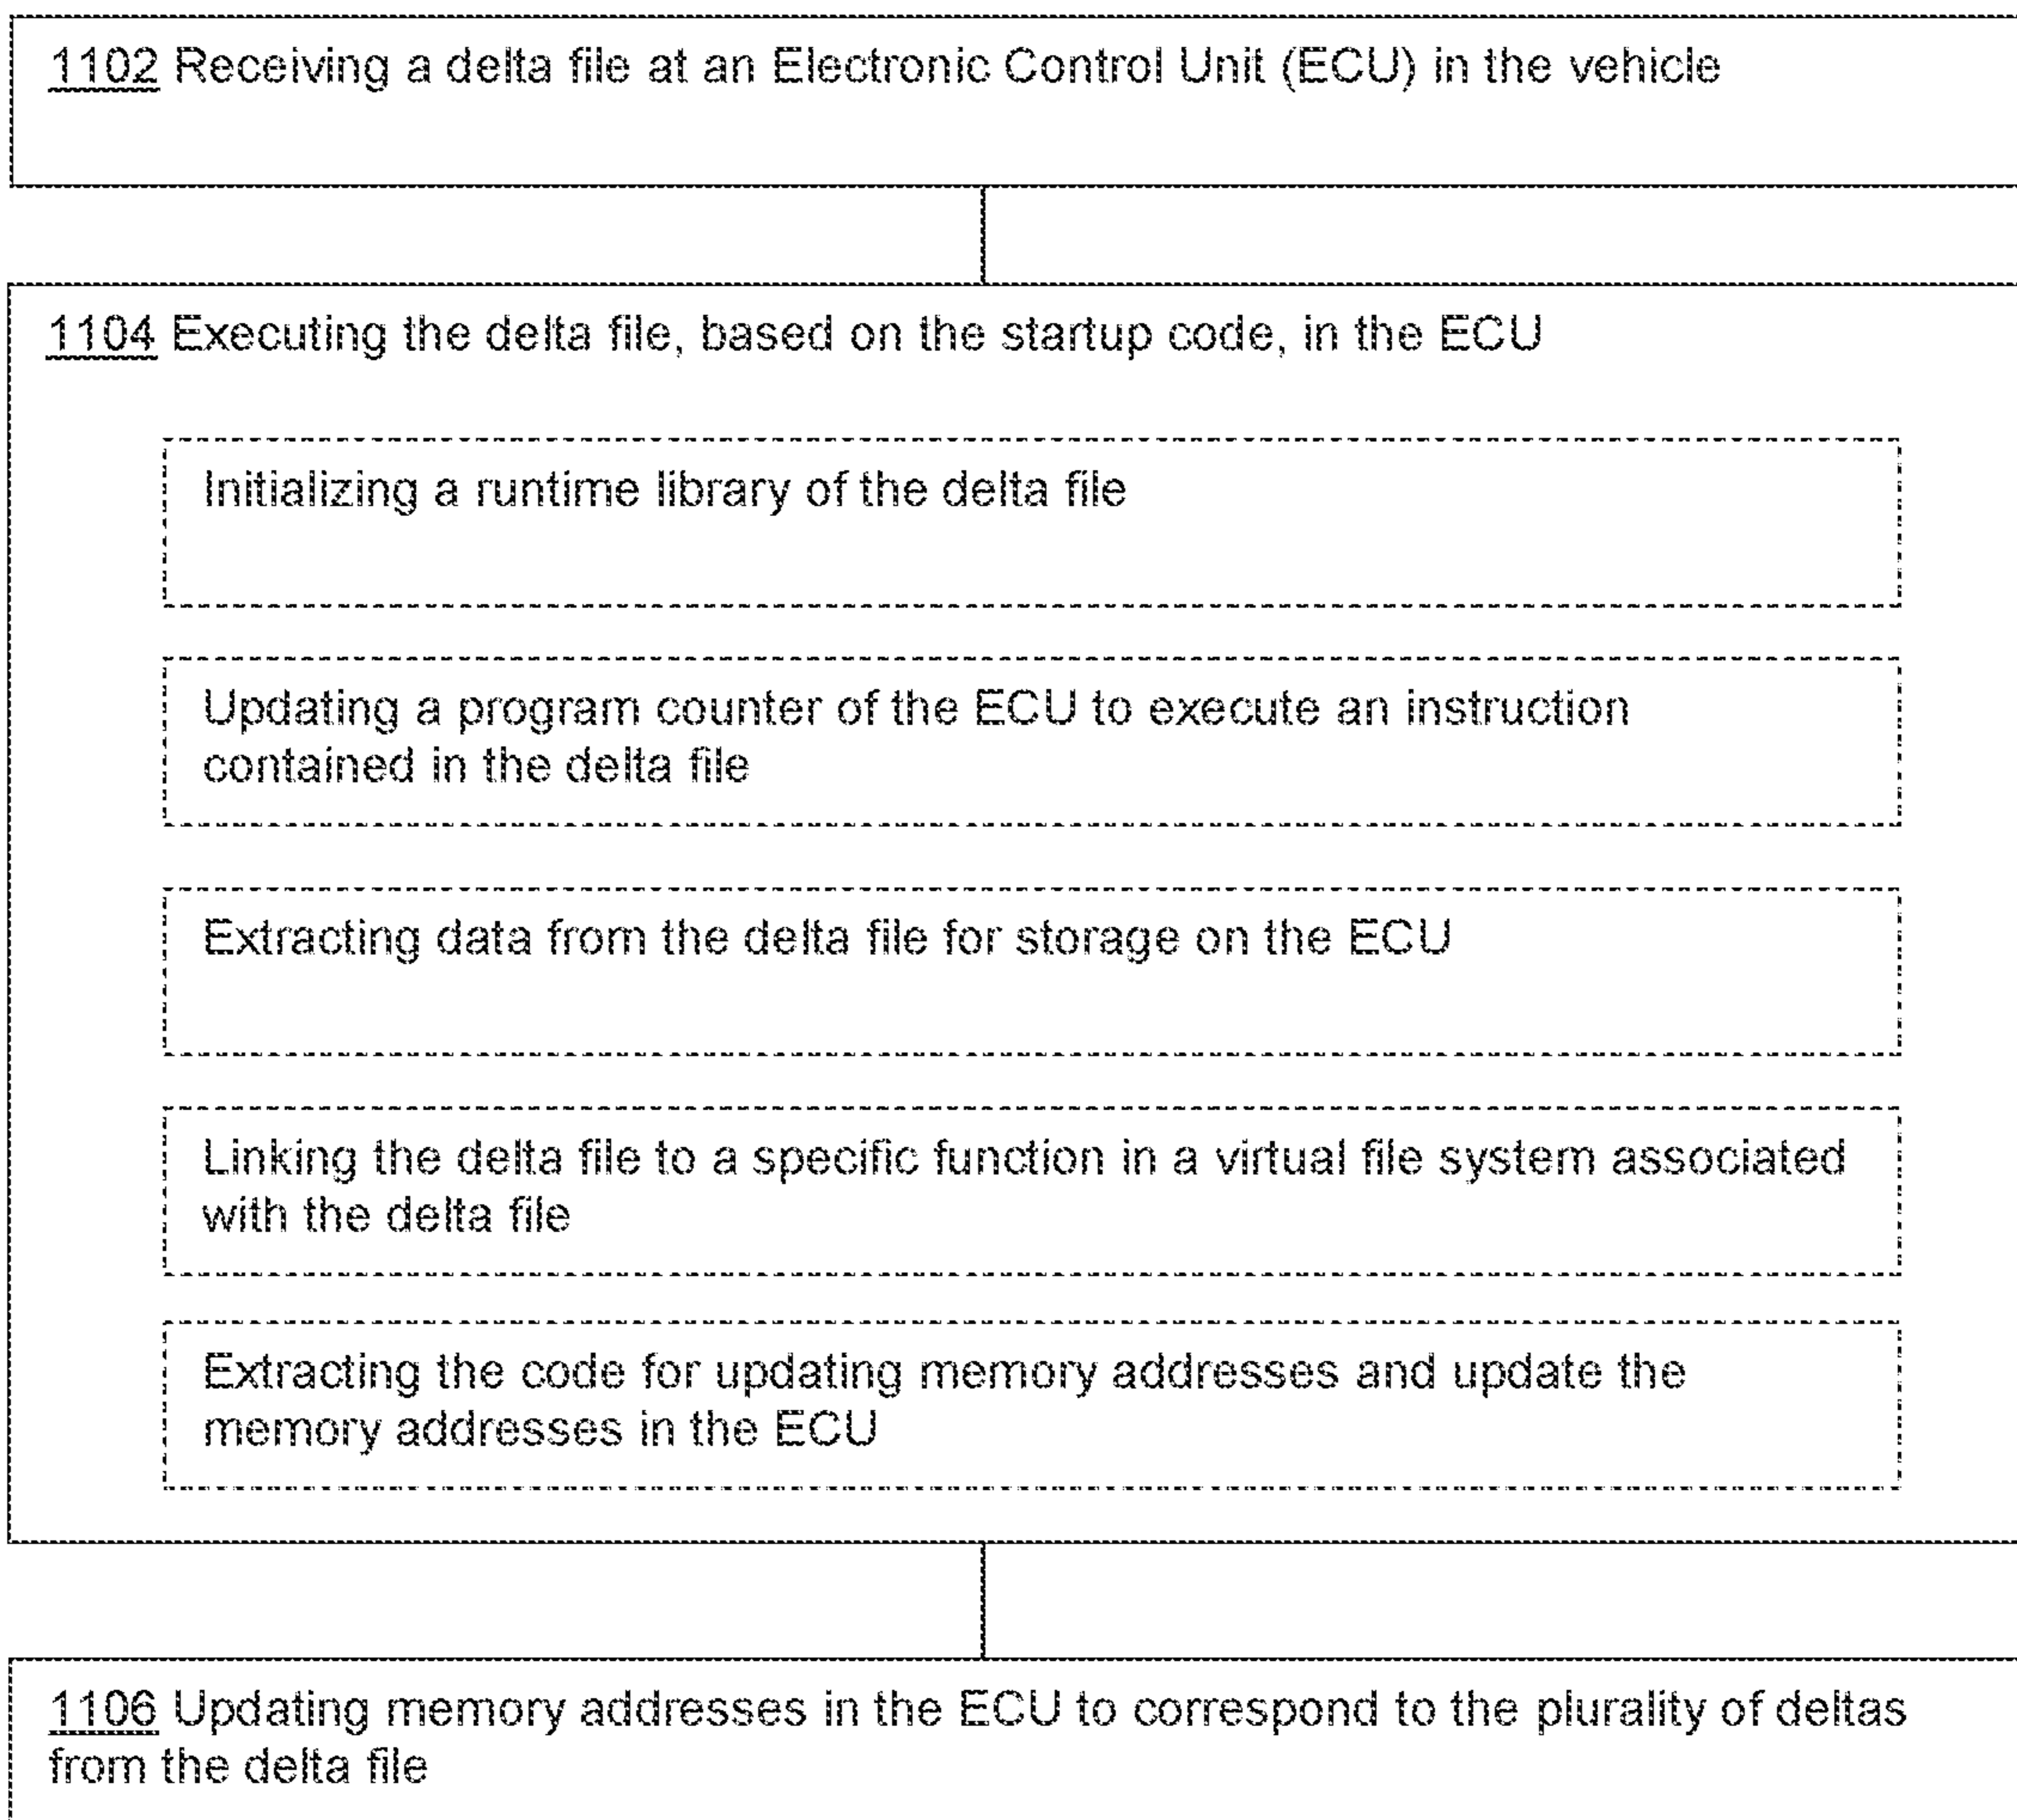 1102 Receiving a delta file at an Electronic Control Unit (ECU) in the vehicle
1104 Executing the delta file, based on the startup code, in the ECU
Initializing a runtime library of the delta file
Updating a program counter of the ECU to execute an instruction
contained in the delta file
Extracting data from the delta file for storage on the ECU
Linking the delta file to a specific function in a virtual file system associated
with the delta file
Extracting the code for updating memory addresses and update the
memory addresses in the ECU
1106 Updating memory addresses in the ECU to correspond to the plurality of deltas
from the delta file